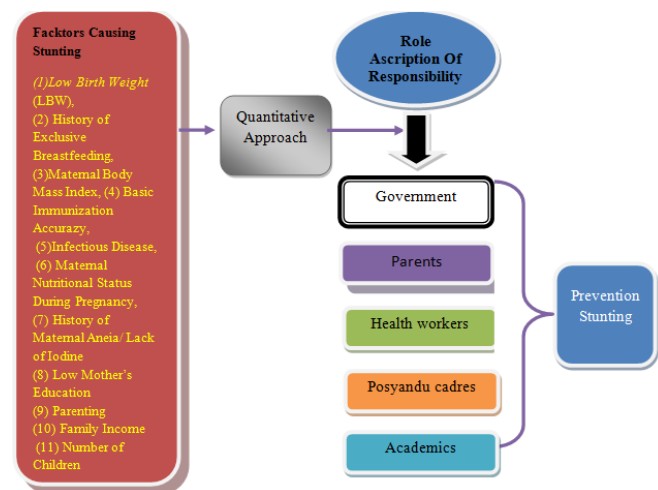 Facktors Causing
Stunting
(1)Low Birth Weight
(LBW),
(2) History of
Exclusive
Breastfeeding,
(3)Maternal Body
Mass Index, (4) Basic
Immunization
Accurazy,
(5)Infectious Disease,
(6) Maternal
Nutritional Status
During Pregnancy,
(7) History of
Maternal Aneia/ Lack
of Iodine
(8) Low Mother's
Education
(9) Parenting
(10) Family Income
(11) Number of
Children
Quantitative
Approach
Role
Ascription Of
Responsibility
Government
Parents
Health workers
Posyandu cadres
Academics
Prevention
Stunting